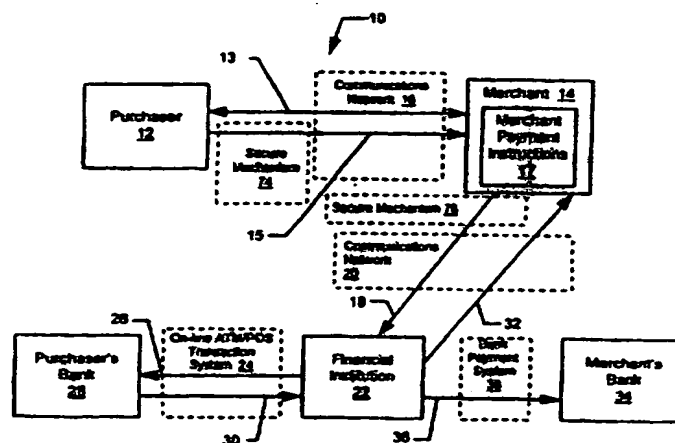 10
13
Communications
Network 16
Merchant 14
Purchaser
12
Merchant
Payment
Instructions
17
Secure
Mechanism
74
15
Secure Mechanism
Communications
Network
20
18
32
28
On-line ATM/POS
Transaction
System 24
Bank
Payment
System
38
Purchaser's
Bank
Financial
Institution
22
Merchant's
Bank
34
30
36